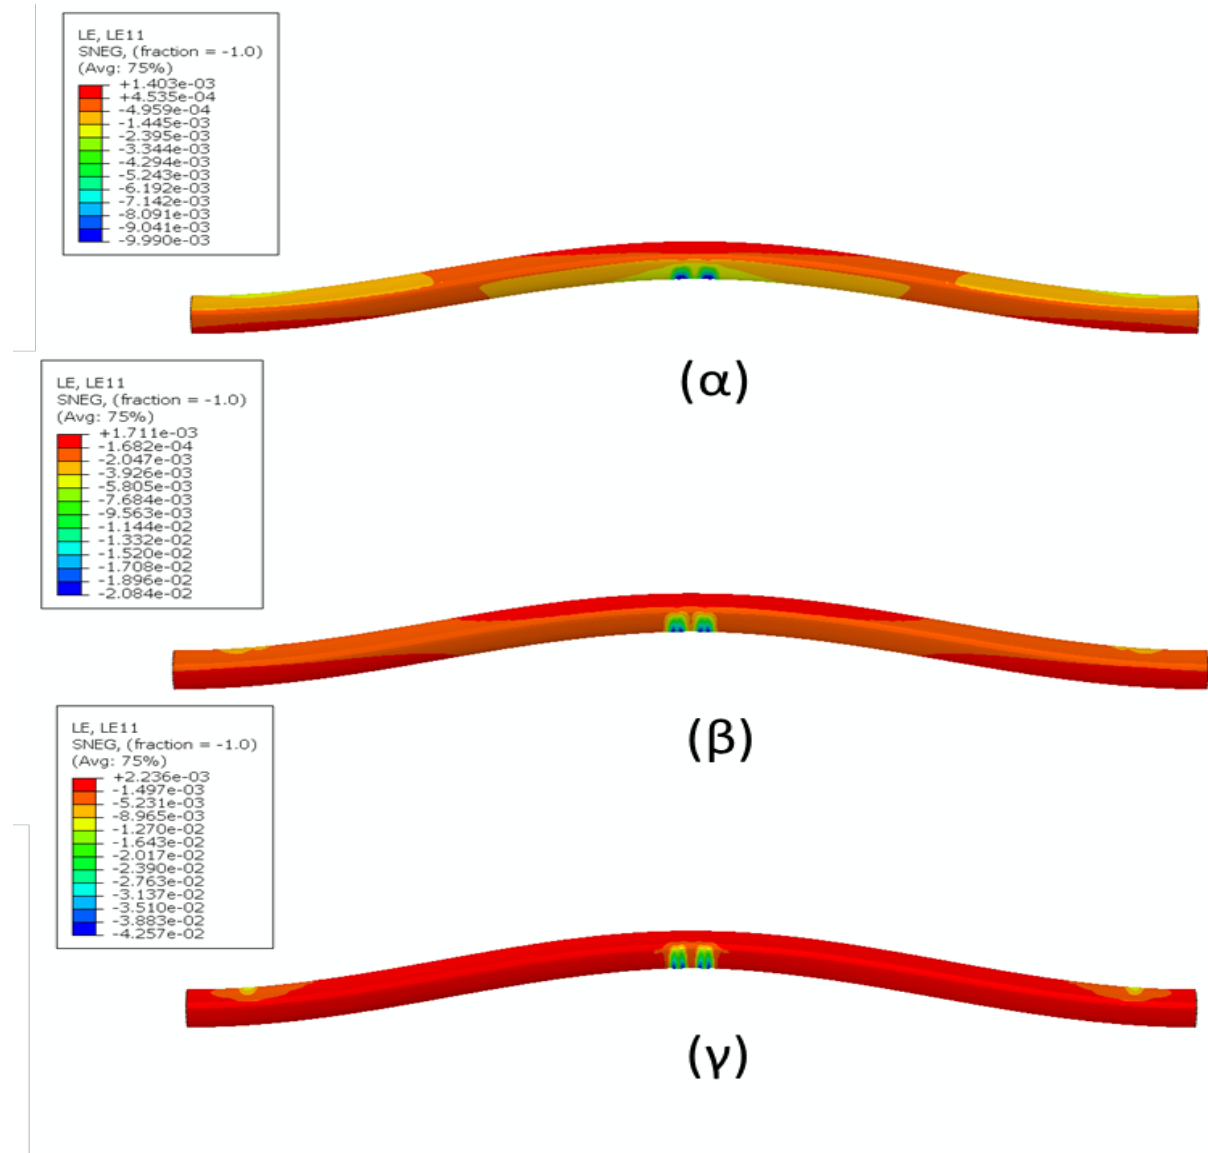 LE, LE11
SNEG, (fraction = -1.0)
(Avg: 75%)
+1.403e-03
+4.535e-04
-4.959e-04
-1.445e-03
-2.395e-03
-3.344e-03
-4.294e-03
-5.243e-03
-6.192e-03
-7.142e-03
-8.091e-03
-9.041e-03
-9.990e-03
(α)
LE, LE11
SNEG, (fraction = -1.0)
(Avg: 75%)
+1.711e-03
-1.682e-04
-2.047e-03
-3.926e-03
-5.805e-03
-7.684e-03
-9.563e-03
-1.144e-02
-1.332e-02
-1.520e-02
-1.708e-02
-1.896e-02
-2.084e-02
(β)
LE, LE11
SNEG, (fraction = -1.0)
(Avg: 75%)
+2.236e-03
-1.497e-03
-5.231e-03
-8.965e-03
-1.270e-02
-1.643e-02
-2.017e-02
-2.390e-02
-2.763e-02
-3.137e-02
-3.510e-02
-3.883e-02
-4.257e-02
(γ)